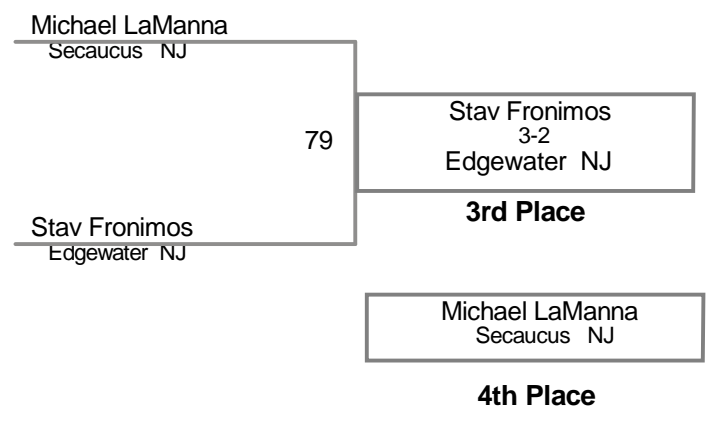 Michael LaManna
Secaucus NJ
79
Stav Fronimos
3-2
Edgewater NJ
3rd Place
Stav Fronimos
Edgewater NJ
Michael LaManna
Secaucus NJ
4th Place